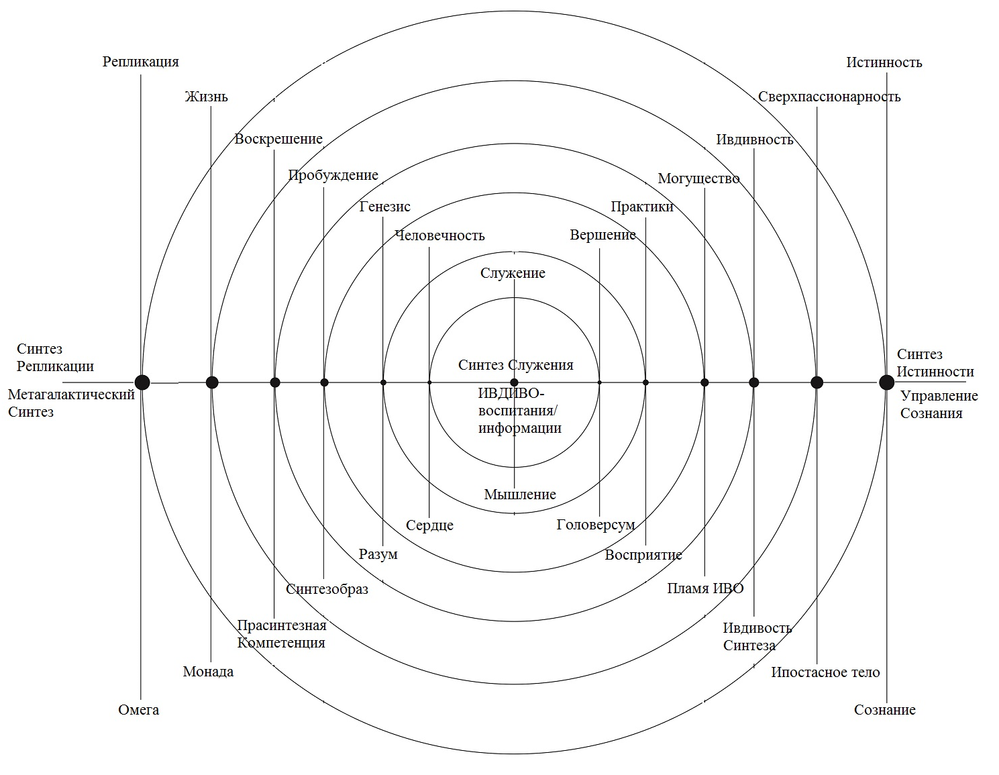 Репликация
Истинность
Жизнь
Сверхпассионарность
Воскрешение
Ивдивность
Пробуждение
Могущество
Генезис
Практики
Человечность
Вершение
Служение
Синтез
Репликации
Синтез Служения
Синтез
Истинности
Метагалактический
Синтез
ИВДИВО-
воспитания/
информации
Управление
Сознания
Мышление
Сердце
Головерсум
Разум
Восприятие
Синтезобраз
Пламя ИВО
Прасинтезная
Компетенция
Ивдивость
Синтеза
Монада
Ипостасное тело
Омега
Сознание